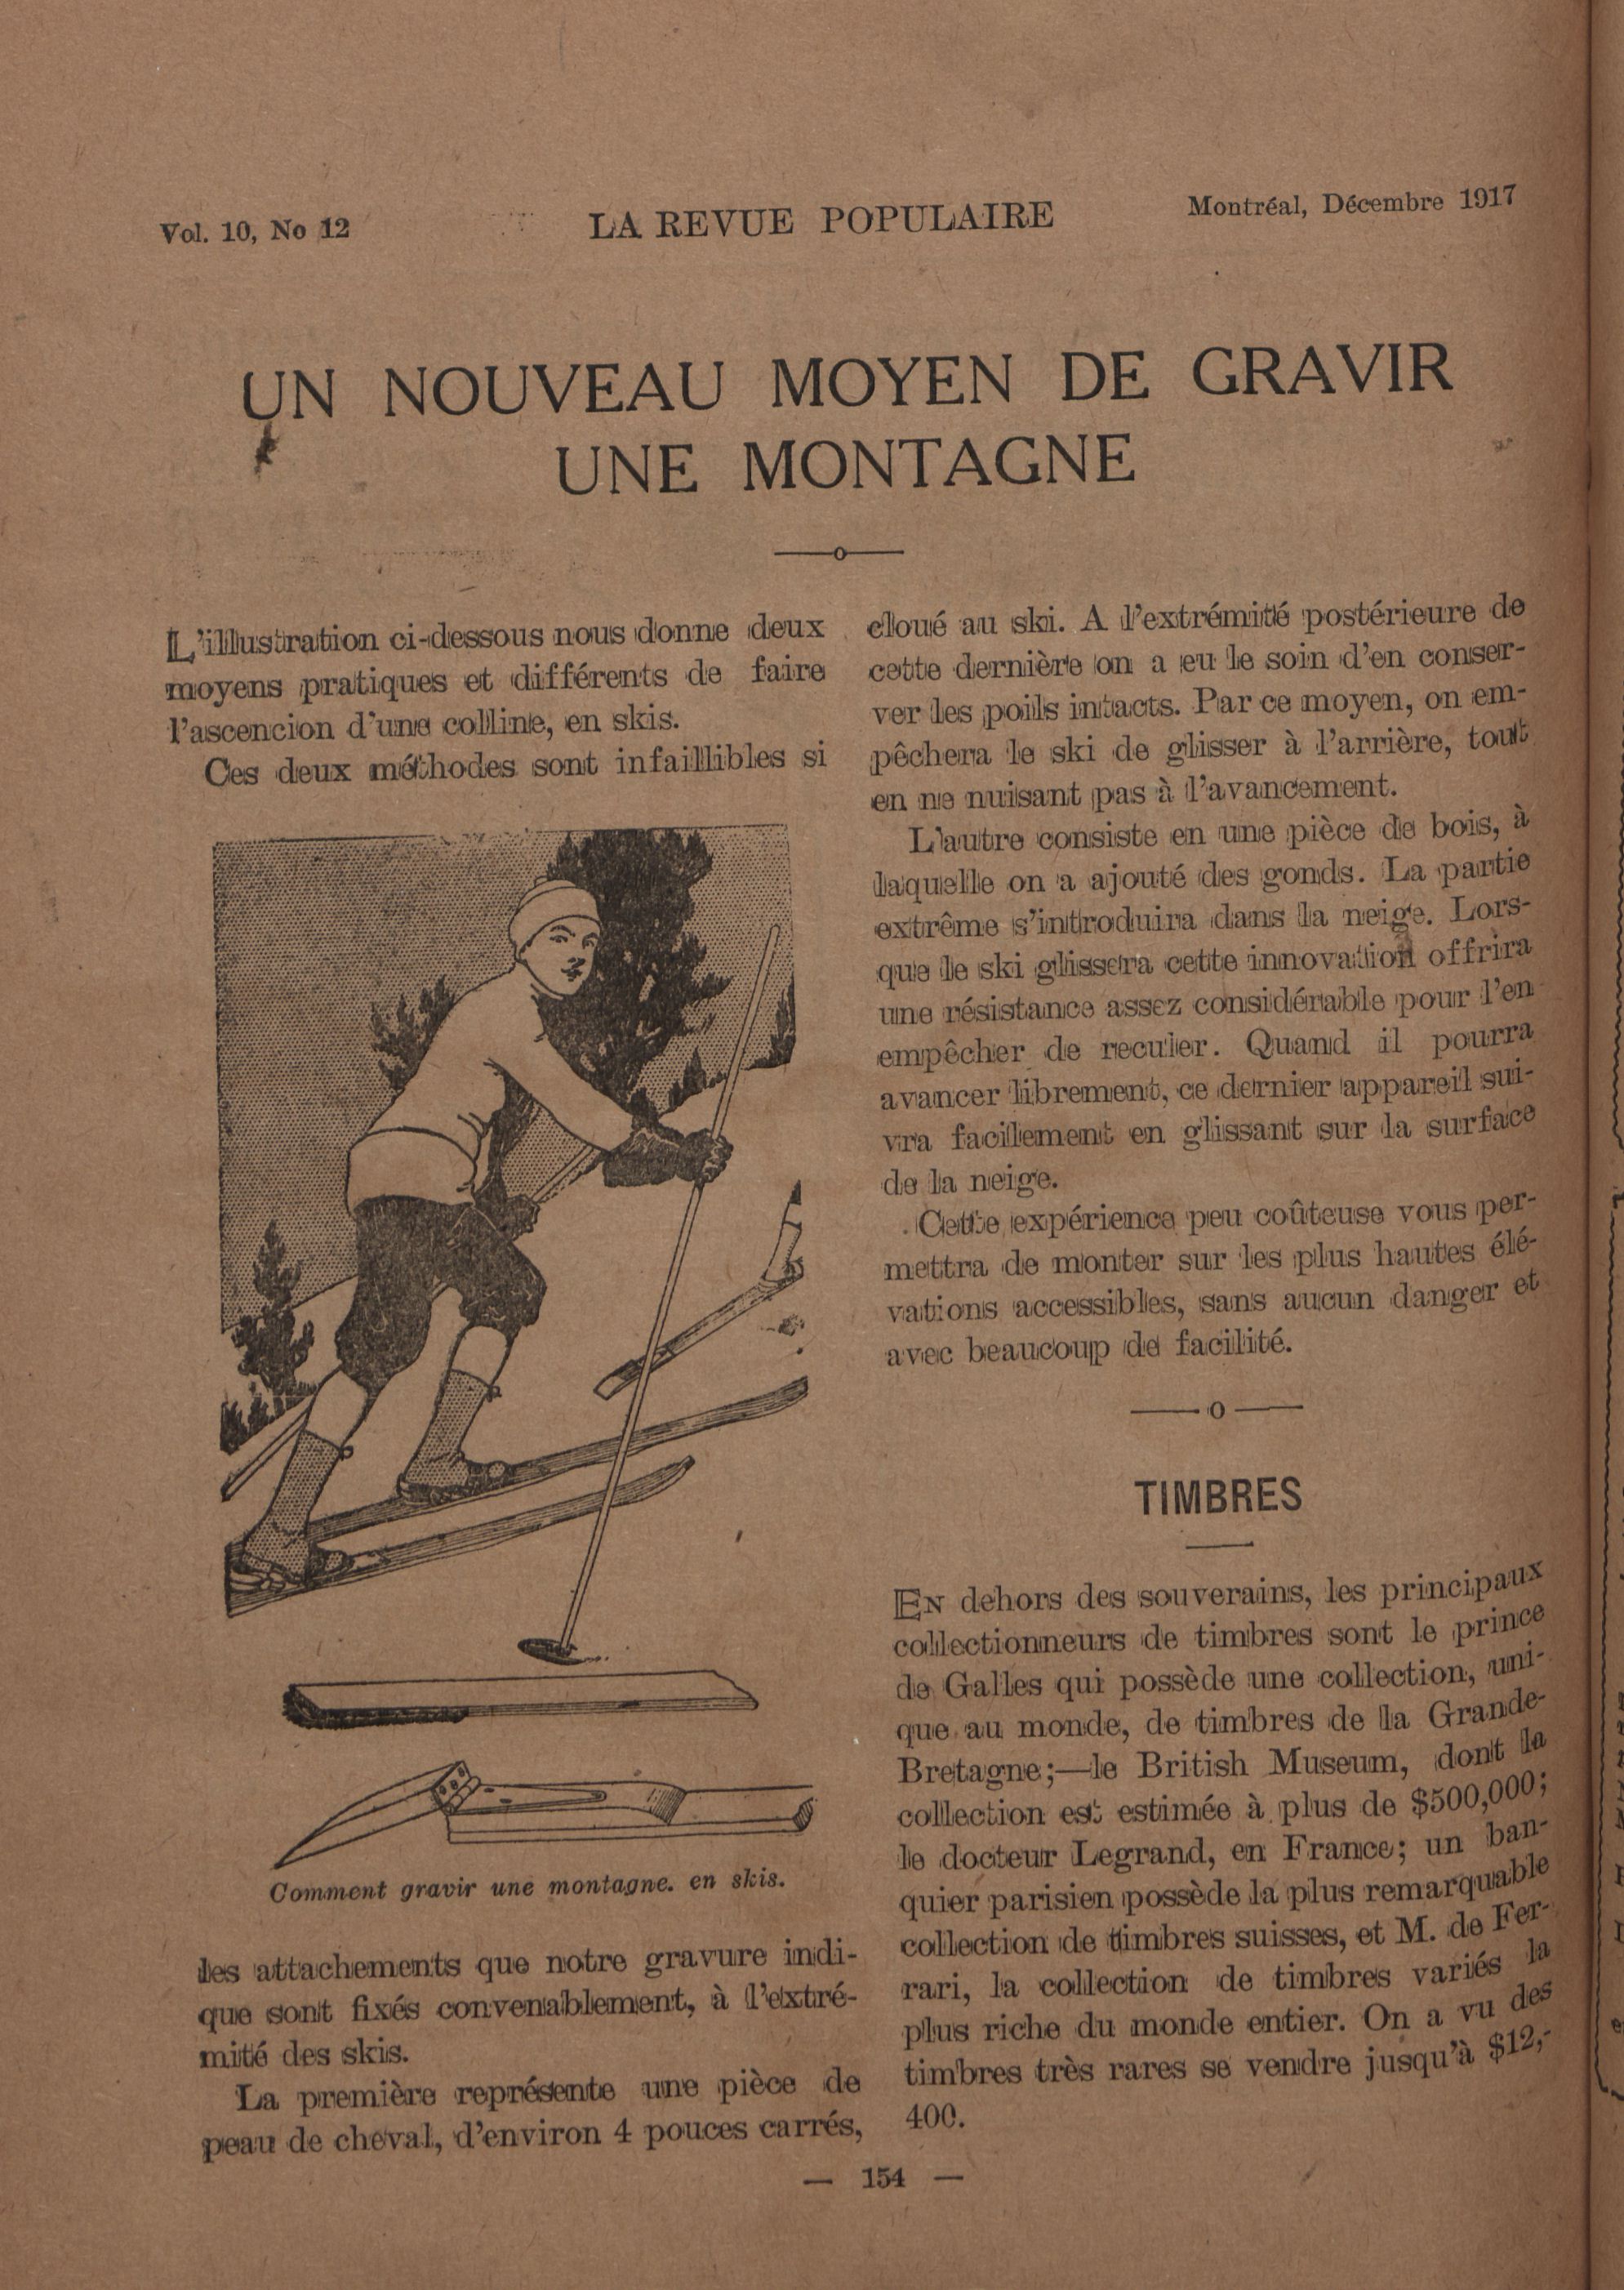 Vol. 10, No 12
LA REVUE POPULAIRE
Montréal, Décembre 1917
UN NOUVEAU MOYEN DE GRAVIR
UNE MONTAGNE
L'illustration ci-dessous nous donne deux
moyens pratiques et différents de faire
l'ascencion d'une colline, en skis.
Ces deux méthodes sont infaillibles si
Comment gravir une montagne. en skis.
les attachements que notre gravure indi-
que sont fixés convenablement, à l'extré-
mité des skis.
La première représente une pièce de
peau de cheval, d'environ 4 pouces carrés,
cloué au ski. A l'extrémité postérieure de
cette dernière on a eu le soin d'en conser-
ver les poils intacts. Par ce moyen, on em-
pêchera le ski de glisser à l'arrière, tout
en ne nuisant pas à l'avancement.
L'autre consiste en une pièce de bois, à
laquelle on a ajouté des gonds. La partie
extrême s'introduira dans la neige. Lors-
que le ski glissera cette innovation offrira
une résistance assez considérable pour l'en
empêcher de reculer. Quand il pourra
avancer librement, ce dernier appareil sui-
vra facilement en glissant sur la surface
de la neige.
Cette expérience peu coûteuse vous per-
mettra de monter sur les plus hautes élé-
vations accessibles, sans aucun danger et
avec beaucoup de facilité.
TIMBRES
EN dehors des souverains, les principaux
collectionneurs de timbres sont le prince
de Galles qui possède une collection, uni-
que au monde, de timbres de la Grande-
Bretagne;—le British Museum, dont la
collection est estimée à plus de $500,000;
le docteur Legrand, en France; un ban-
quier parisien possède la plus remarquable
collection de timbres suisses, et M. de Fer-
rari, la collection de timbres variés la
plus riche du monde entier. On a vu des
timbres très rares se vendre jusqu'à $12,-
400.
— 154 —